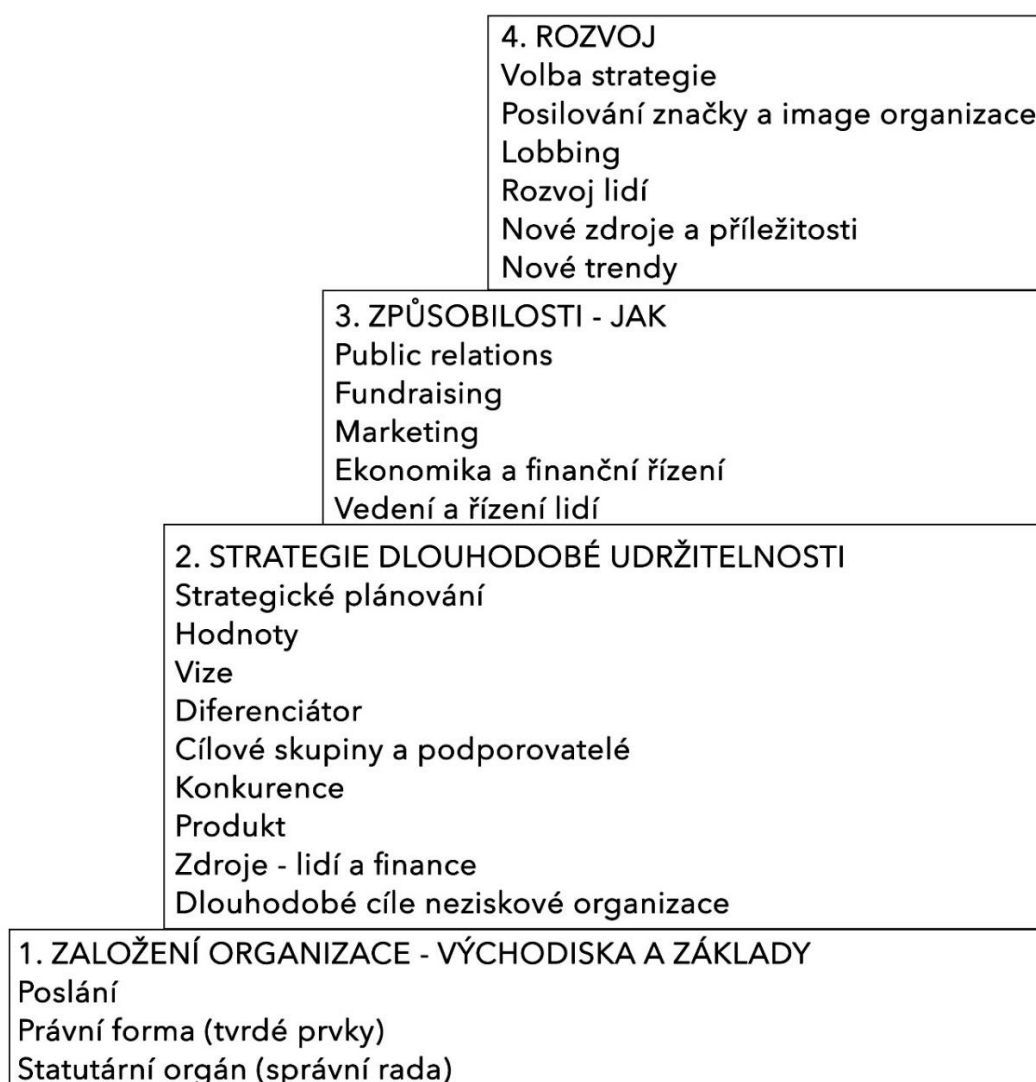 4. ROZVOJ
Volba strategie
Posilování značky a image organizace
Lobbing
Rozvoj lidí
Nové zdroje a příležitosti
Nové trendy
3. ZPŮSOBILOSTI - JAK
Public relations
Fundraising
Marketing
Ekonomika a finanční řízení
Vedení a řízení lidí
2. STRATEGIE DLOUHODOBÉ UDRŽITELNOSTI
Strategické plánování
Hodnoty
Vize
Diferenciátor
Cílové skupiny a podporovatelé
Konkurence
Produkt
Zdroje - lidí a finance
Dlouhodobé cíle neziskové organizace
1. ZALOŽENÍ ORGANIZACE - VÝCHODISKA A ZÁKLADY
Poslání
Právní forma (tvrdé prvky)
Statutární orgán (správní rada)